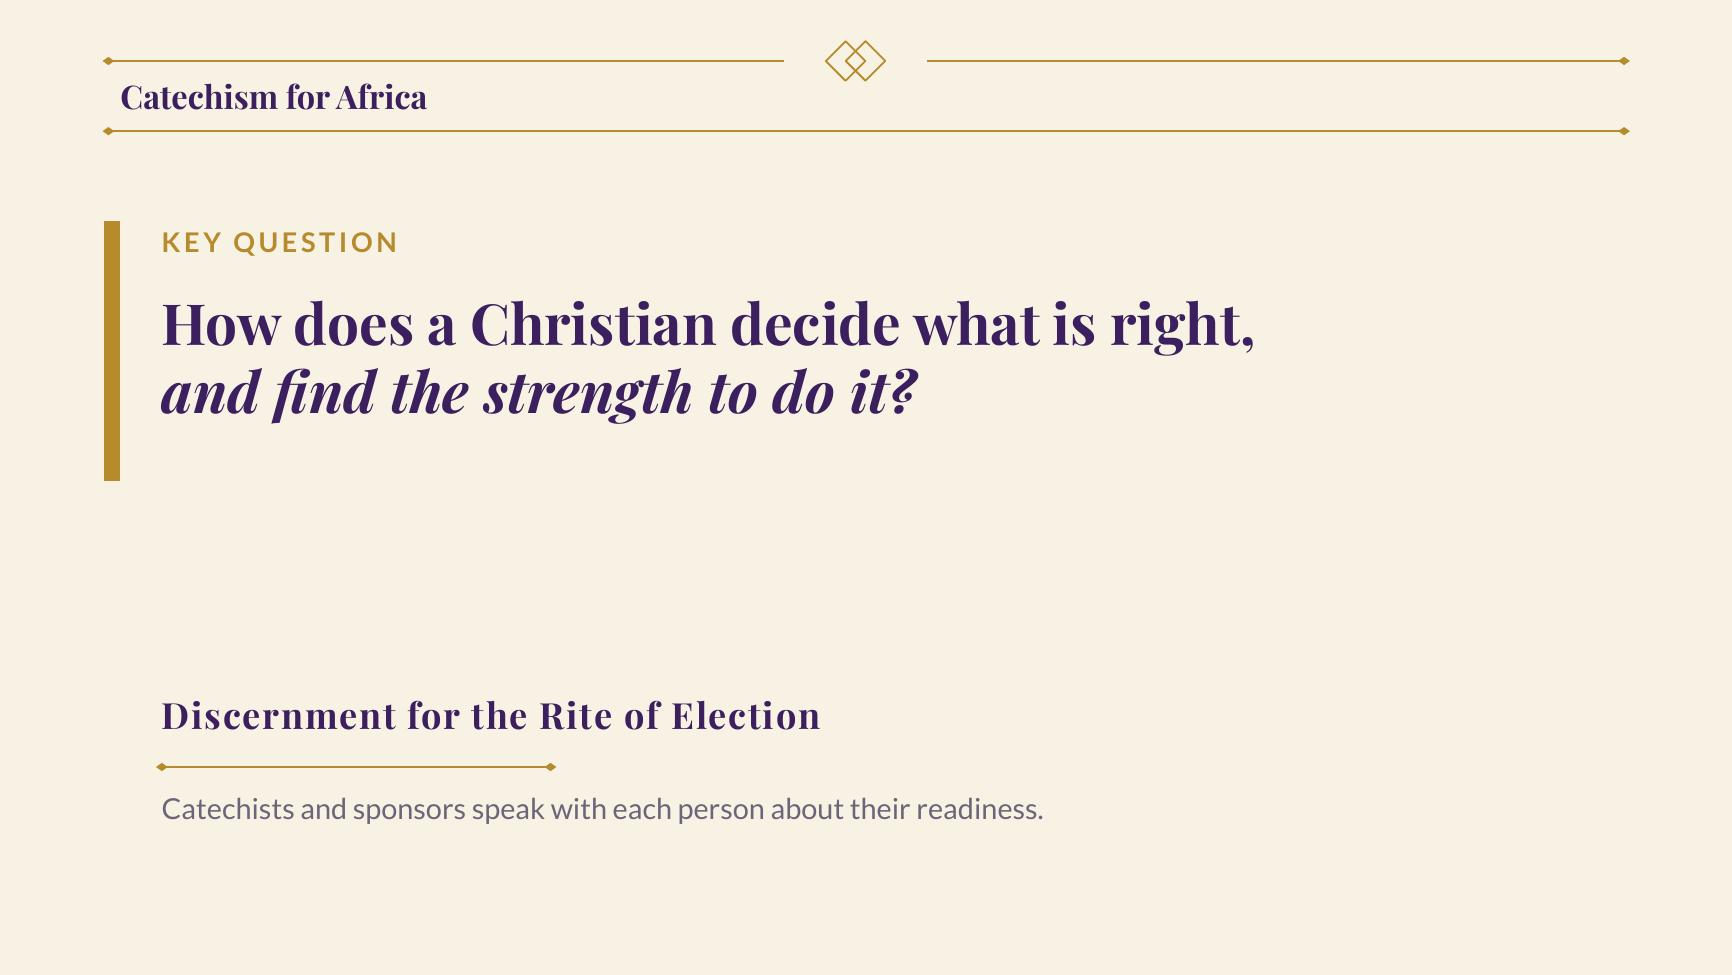 Catechism for Africa
KEY QUESTION
How does a Christian decide what is right,
and find the strength to do it?
Discernment for the Rite of Election
Catechists and sponsors speak with each person about their readiness.